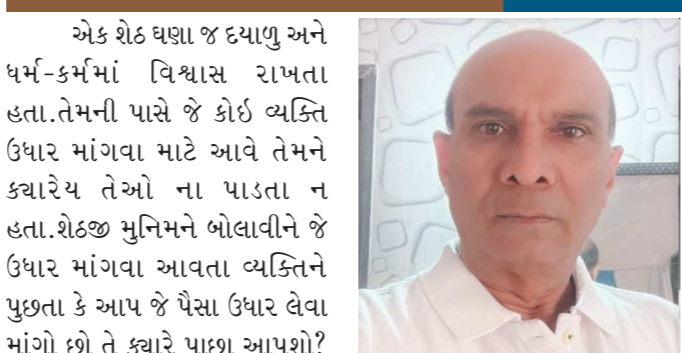 એક શેઠ ઘણા જ દયાળુ અને
ધર્મ-કર્મમાં વિશ્વાસ રાખતા
હતા.તેમની પાસે જે કોઇ વ્યક્તિ
ઉધાર માંગવા માટે આવે તેમને
ક્યારેય તેઓ ના પાડતા ન
હતા.શેઠજી મુનિમને બોલાવીને જે
ઉધાર માંગવા આવતા વ્યક્તિને
પુછતા કે આપ જે પૈસા ઉધાર લેવા
માંગો છો તે ક્યારે પાછા આપશો?